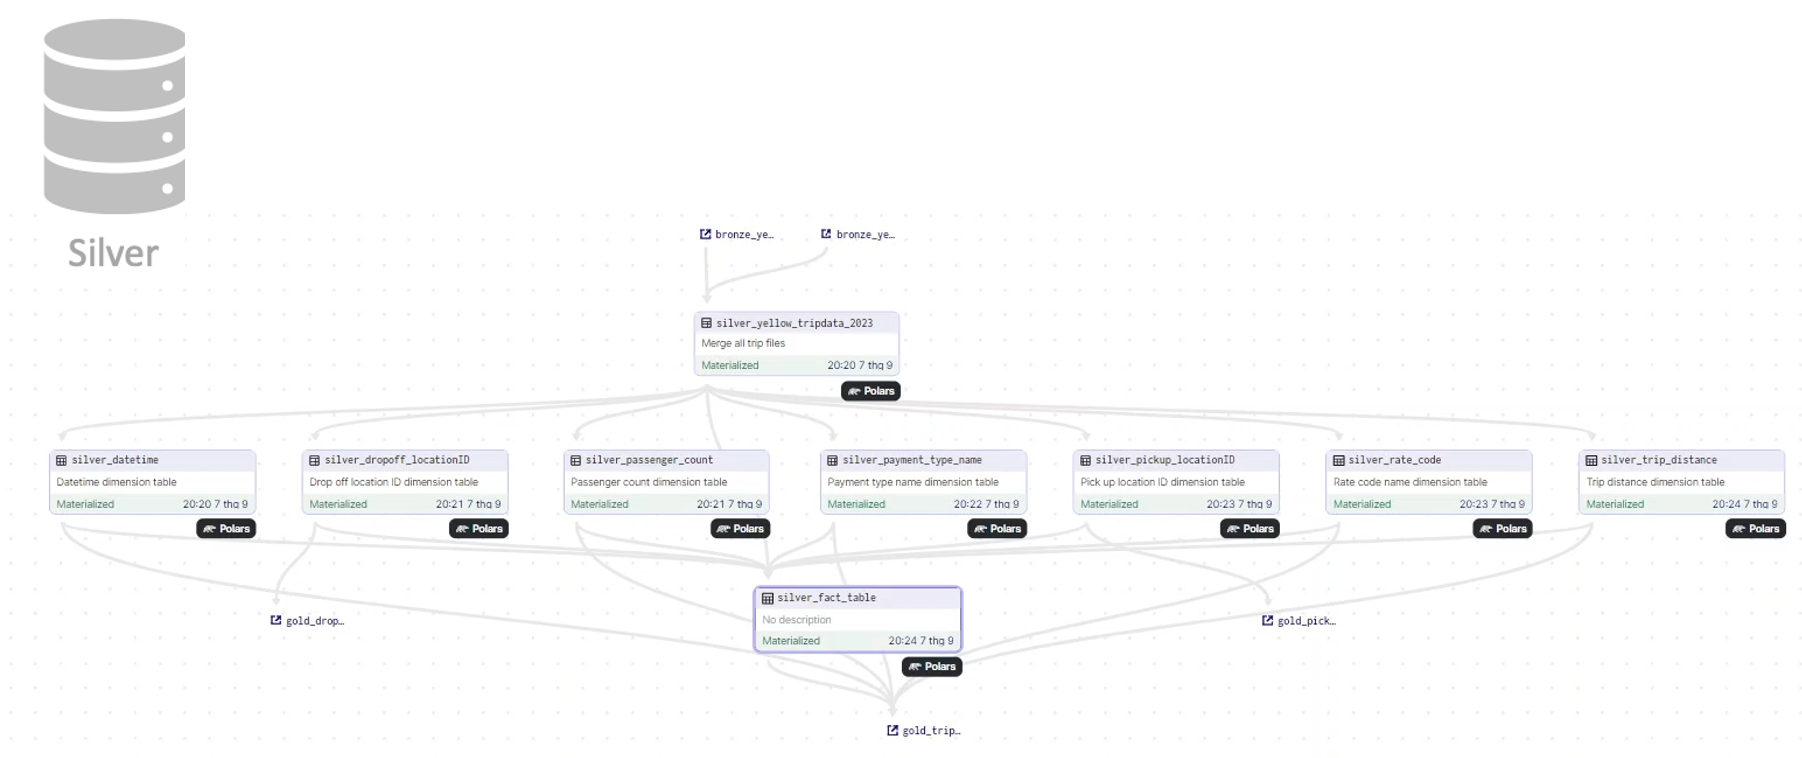 Silver
bronze_ye…
bronze_ye…
silver_yellow_tripdata_2023
Merge all trip files
Materialized 20:20 7 thg 9
Polars
silver_datetime
Datetime dimension table
Materialized 20:20 7 thg 9
Polars
silver_dropoff_locationID
Drop off location ID dimension table
Materialized 20:21 7 thg 9
Polars
silver_passenger_count
Passenger count dimension table
Materialized 20:21 7 thg 9
Polars
silver_payment_type_name
Payment type name dimension table
Materialized 20:22 7 thg 9
Polars
silver_pickup_locationID
Pick up location ID dimension table
Materialized 20:23 7 thg 9
Polars
silver_rate_code
Rate code name dimension table
Materialized 20:23 7 thg 9
Polars
silver_trip_distance
Trip distance dimension table
Materialized 20:24 7 thg 9
Polars
silver_fact_table
No description
Materialized 20:24 7 thg 9
Polars
gold_drop…
gold_pick…
gold_trip…